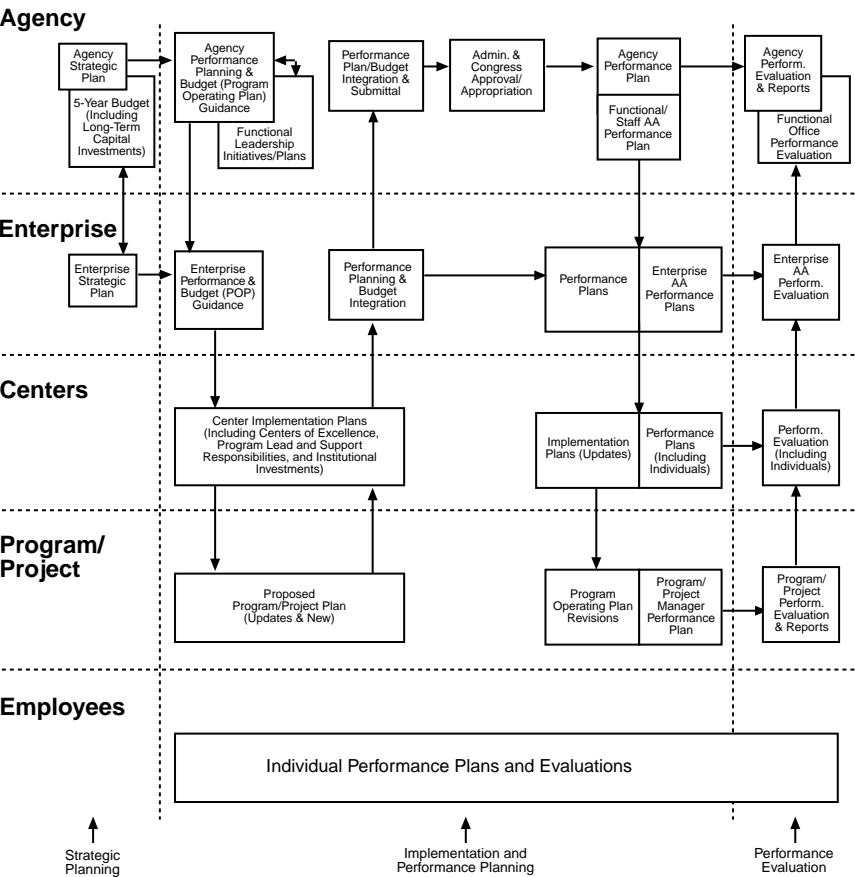 Agency
Agency
Strategic
Plan
5-Year Budget
(Including
Long-Term
Capital
Investments)
Agency
Performance
Planning &
Budget (Program
Operating Plan)
Guidance
Functional
Leadership
Initiatives/Plans
Performance
Plan/Budget
Integration &
Submittal
Admin. &
Congress
Approval/
Appropriation
Agency
Performance
Plan
Functional/
Staff AA
Performance
Plan
Agency
Perform.
Evaluation
& Reports
Functional
Office
Performance
Evaluation
Enterprise
Enterprise
Strategic
Plan
Enterprise
Performance &
Budget (POP)
Guidance
Performance
Planning &
Budget
Integration
Performance
Plans
Enterprise
AA
Performance
Plans
Enterprise
AA
Perform.
Evaluation
Centers
Center Implementation Plans
(Including Centers of Excellence,
Program Lead and Support
Responsibilities, and Institutional
Investments)
Implementation
Plans (Updates)
Performance
Plans
(Including
Individuals)
Perform.
Evaluation
(Including
Individuals)
Program/
Project
Proposed
Program/Project Plan
(Updates & New)
Program
Operating Plan
Revisions
Program/
Project
Manager
Performance
Plan
Program/
Project
Perform.
Evaluation
& Reports
Employees
Individual Performance Plans and Evaluations
Strategic
Planning
Implementation and
Performance Planning
Performance
Evaluation